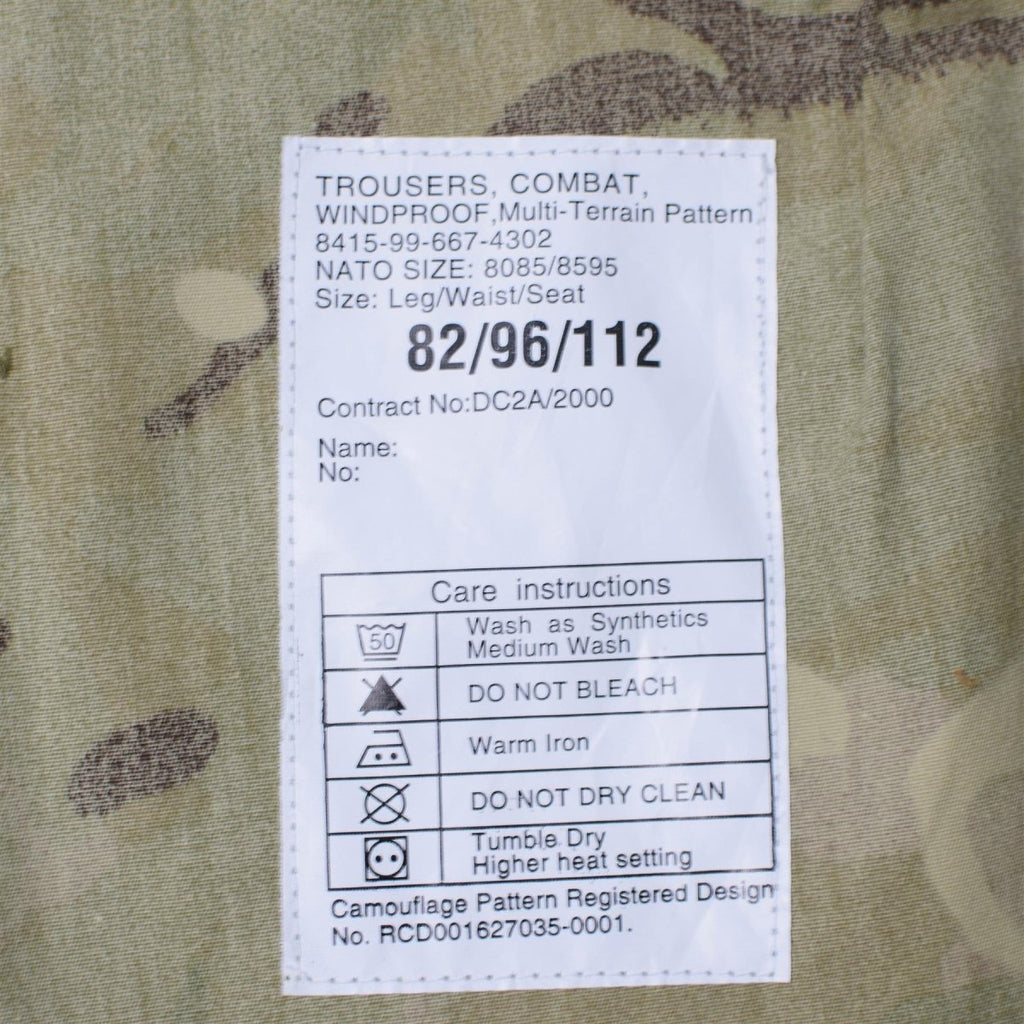 TROUSERS, COMBAT,
WINDPROOF,Multi-Terrain Pattern
8415-99-667-4302
NATO SIZE: 8085/8595
Size: Leg/Waist/Seat
82/96/112
Contract No:DC2A/2000
Name:
No:
Care instructions
50
Wash as Synthetics
Medium Wash
DO NOT BLEACH
Warm Iron
DO NOT DRY CLEAN
Tumble Dry
Higher heat setting
Camouflage Pattern Registered Design
No. RCD001627035-0001.